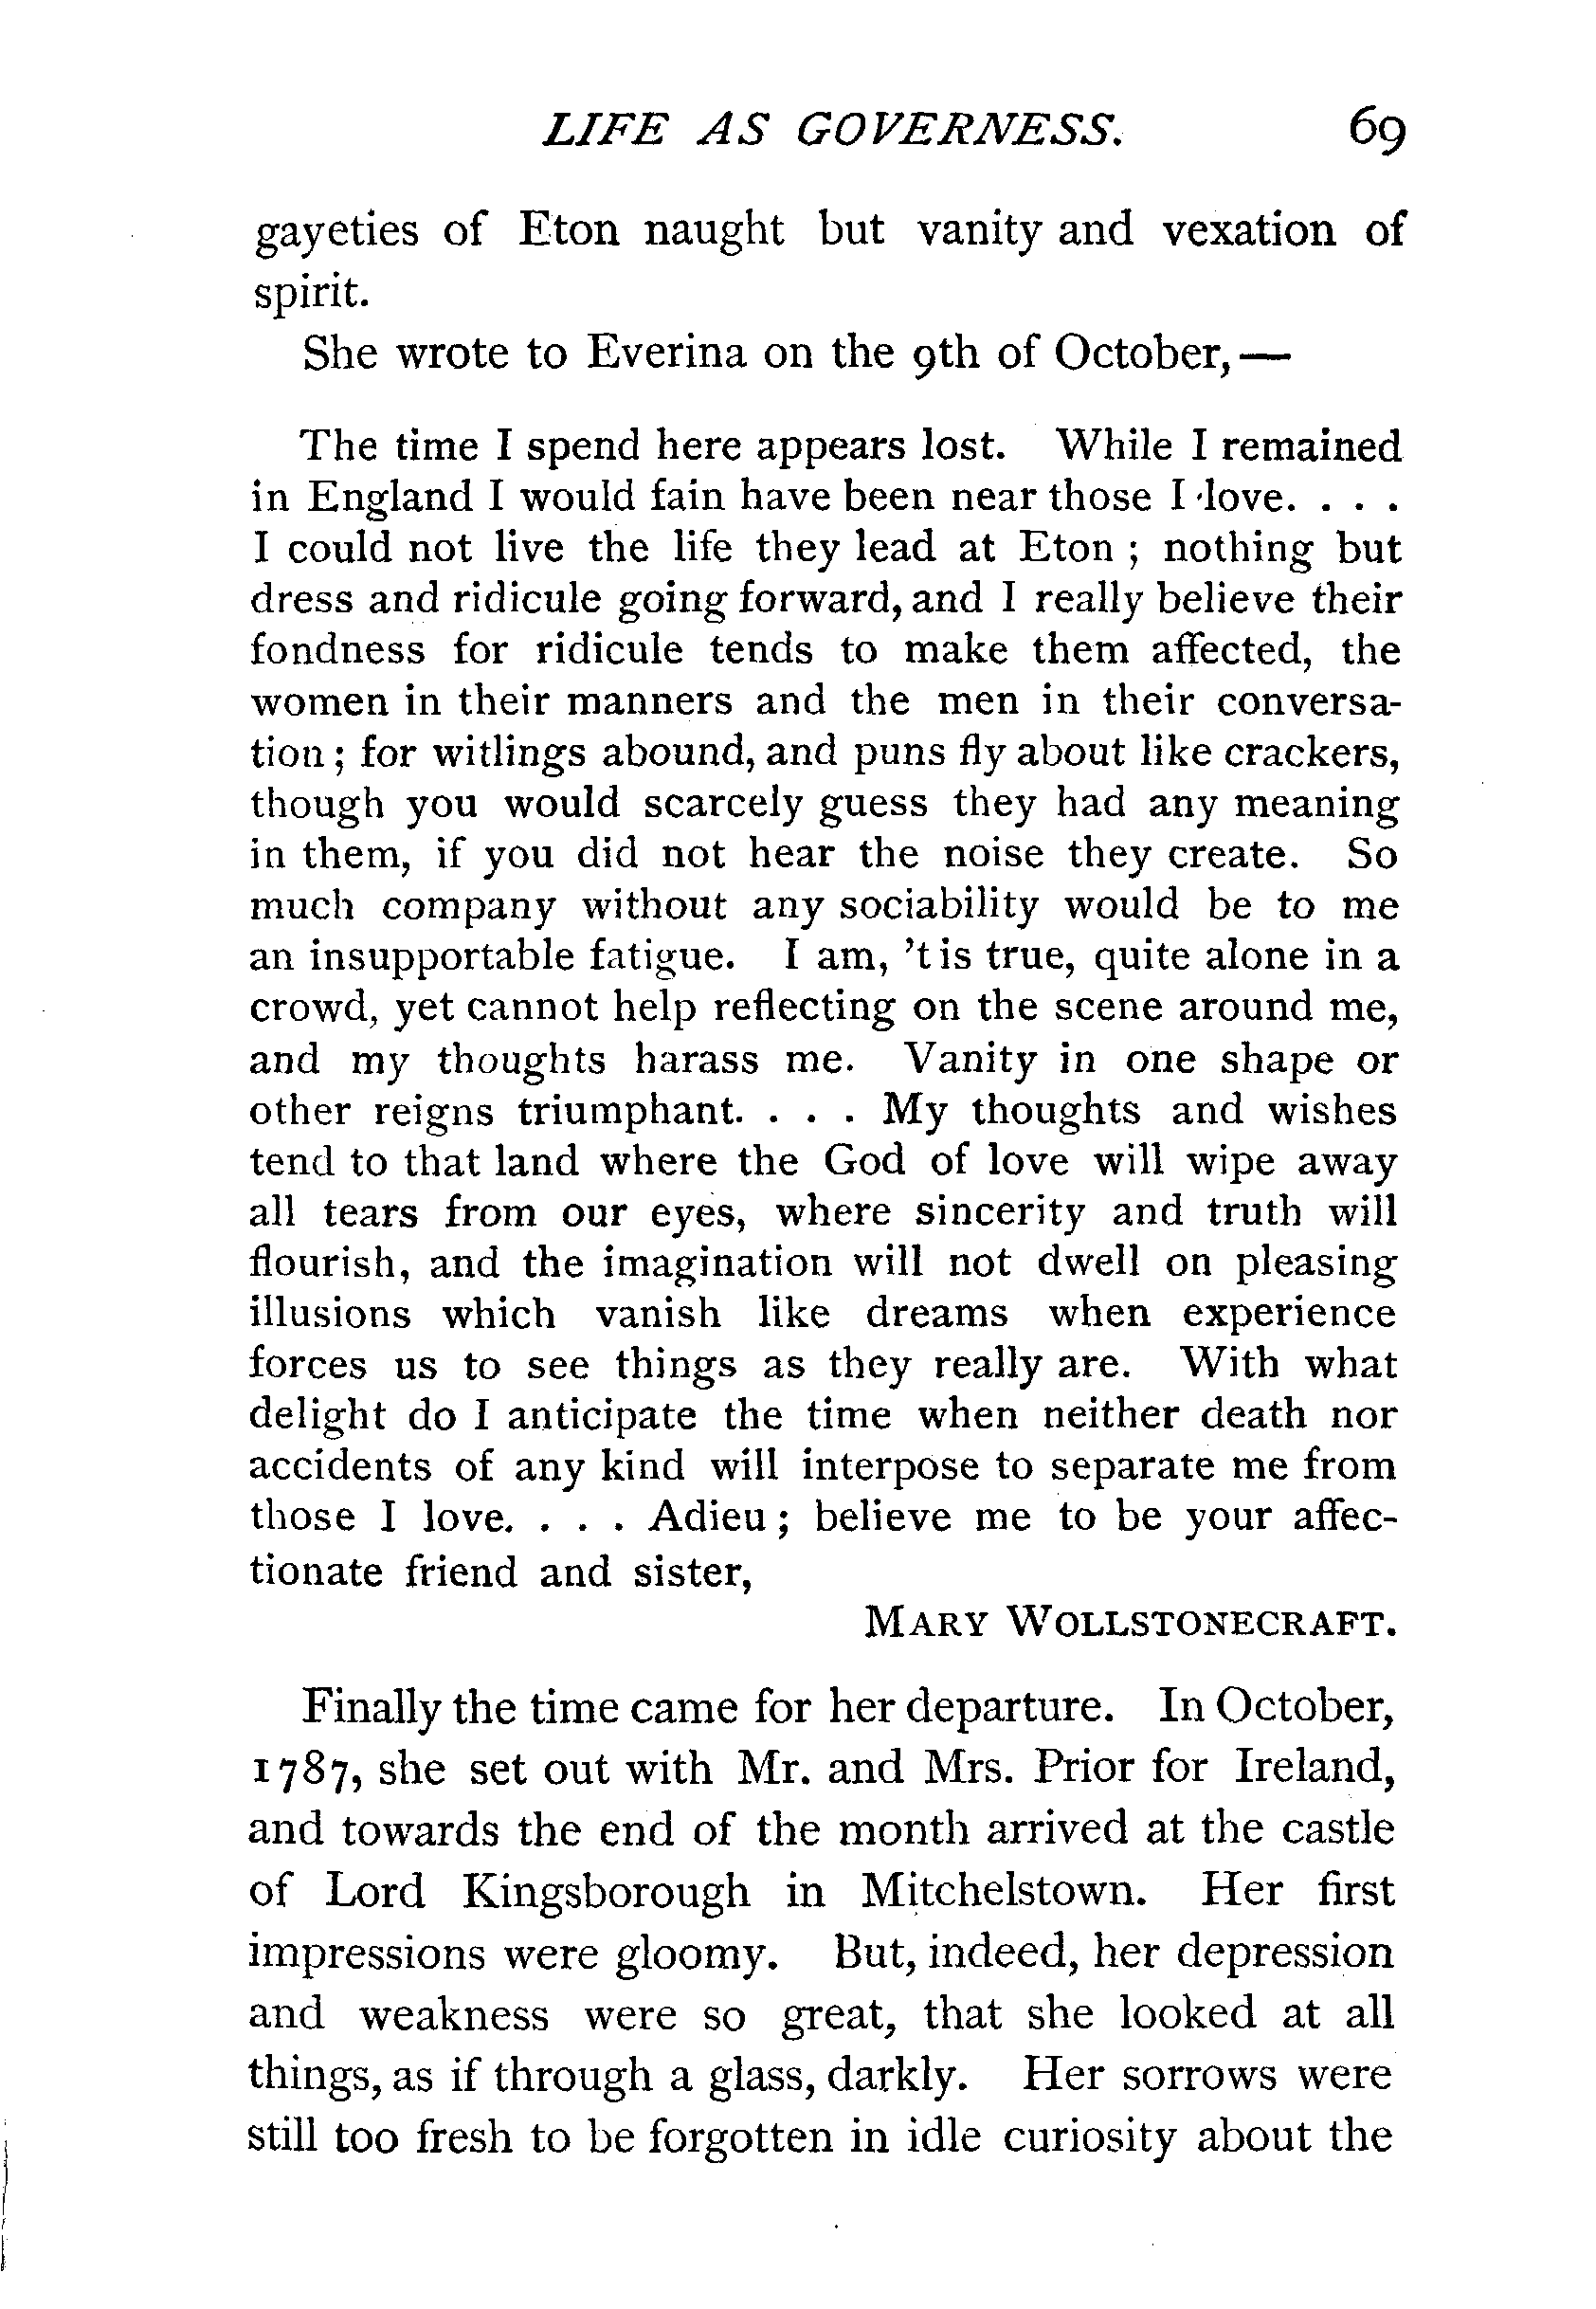 LIFE AS GOVERNESS. 69
gayeties of Eton naught but vanity and vexation of
spirit.
She wrote to Everina on the 9th of October,—
The time I spend here appears lost. While I remained
in England I would fain have been near those I love. . . .
I could not live the life they lead at Eton ; nothing but
dress and ridicule going forward, and I really believe their
fondness for ridicule tends to make them affected, the
women in their manners and the men in their conversa-
tion ; for witlings abound, and puns fly about like crackers,
though you would scarcely guess they had any meaning
in them, if you did not hear the noise they create. So
much company without any sociability would be to me
an insupportable fatigue. I am, 't is true, quite alone in a
crowd, yet cannot help reflecting on the scene around me,
and my thoughts harass me. Vanity in one shape or
other reigns triumphant. . . . My thoughts and wishes
tend to that land where the God of love will wipe away
all tears from our eyes, where sincerity and truth will
flourish, and the imagination will not dwell on pleasing
illusions which vanish like dreams when experience
forces us to see things as they really are. With what
delight do I anticipate the time when neither death nor
accidents of any kind will interpose to separate me from
those I love. . . . Adieu ; believe me to be your affec-
tionate friend and sister,
MARY WOLLSTONECRAFT.
Finally the time came for her departure. In October,
1787, she set out with Mr. and Mrs. Prior for Ireland,
and towards the end of the month arrived at the castle
of Lord Kingsborough in Mitchelstown. Her first
impressions were gloomy. But, indeed, her depression
and weakness were so great, that she looked at all
things, as if through a glass, darkly. Her sorrows were
still too fresh to be forgotten in idle curiosity about the